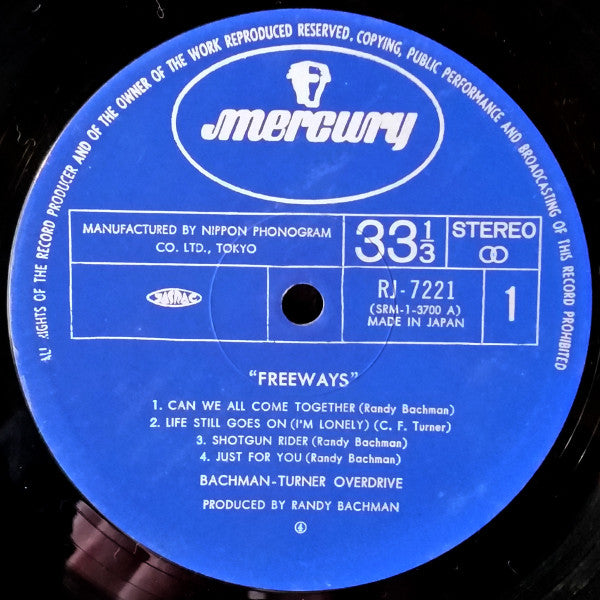 ALL RIGHTS OF THE RECORD PRODUCER AND OF THE OWNER OF THE WORK REPRODUCED RESERVED. COPYING, PUBLIC PERFORMANCE AND BROADCASTING OF THIS RECORD PROHIBITED
mercury
MANUFACTURED BY NIPPON PHONOGRAM
CO. LTD., TOKYO
33 1/3
STEREO
JASRAC
RJ-7221
(SRM-1-3700 A)
MADE IN JAPAN
1
"FREEWAYS"
1. CAN WE ALL COME TOGETHER (Randy Bachman)
2. LIFE STILL GOES ON (I'M LONELY) (C. F. Turner)
3. SHOTGUN RIDER (Randy Bachman)
4. JUST FOR YOU (Randy Bachman)
BACHMAN-TURNER OVERDRIVE
PRODUCED BY RANDY BACHMAN
④